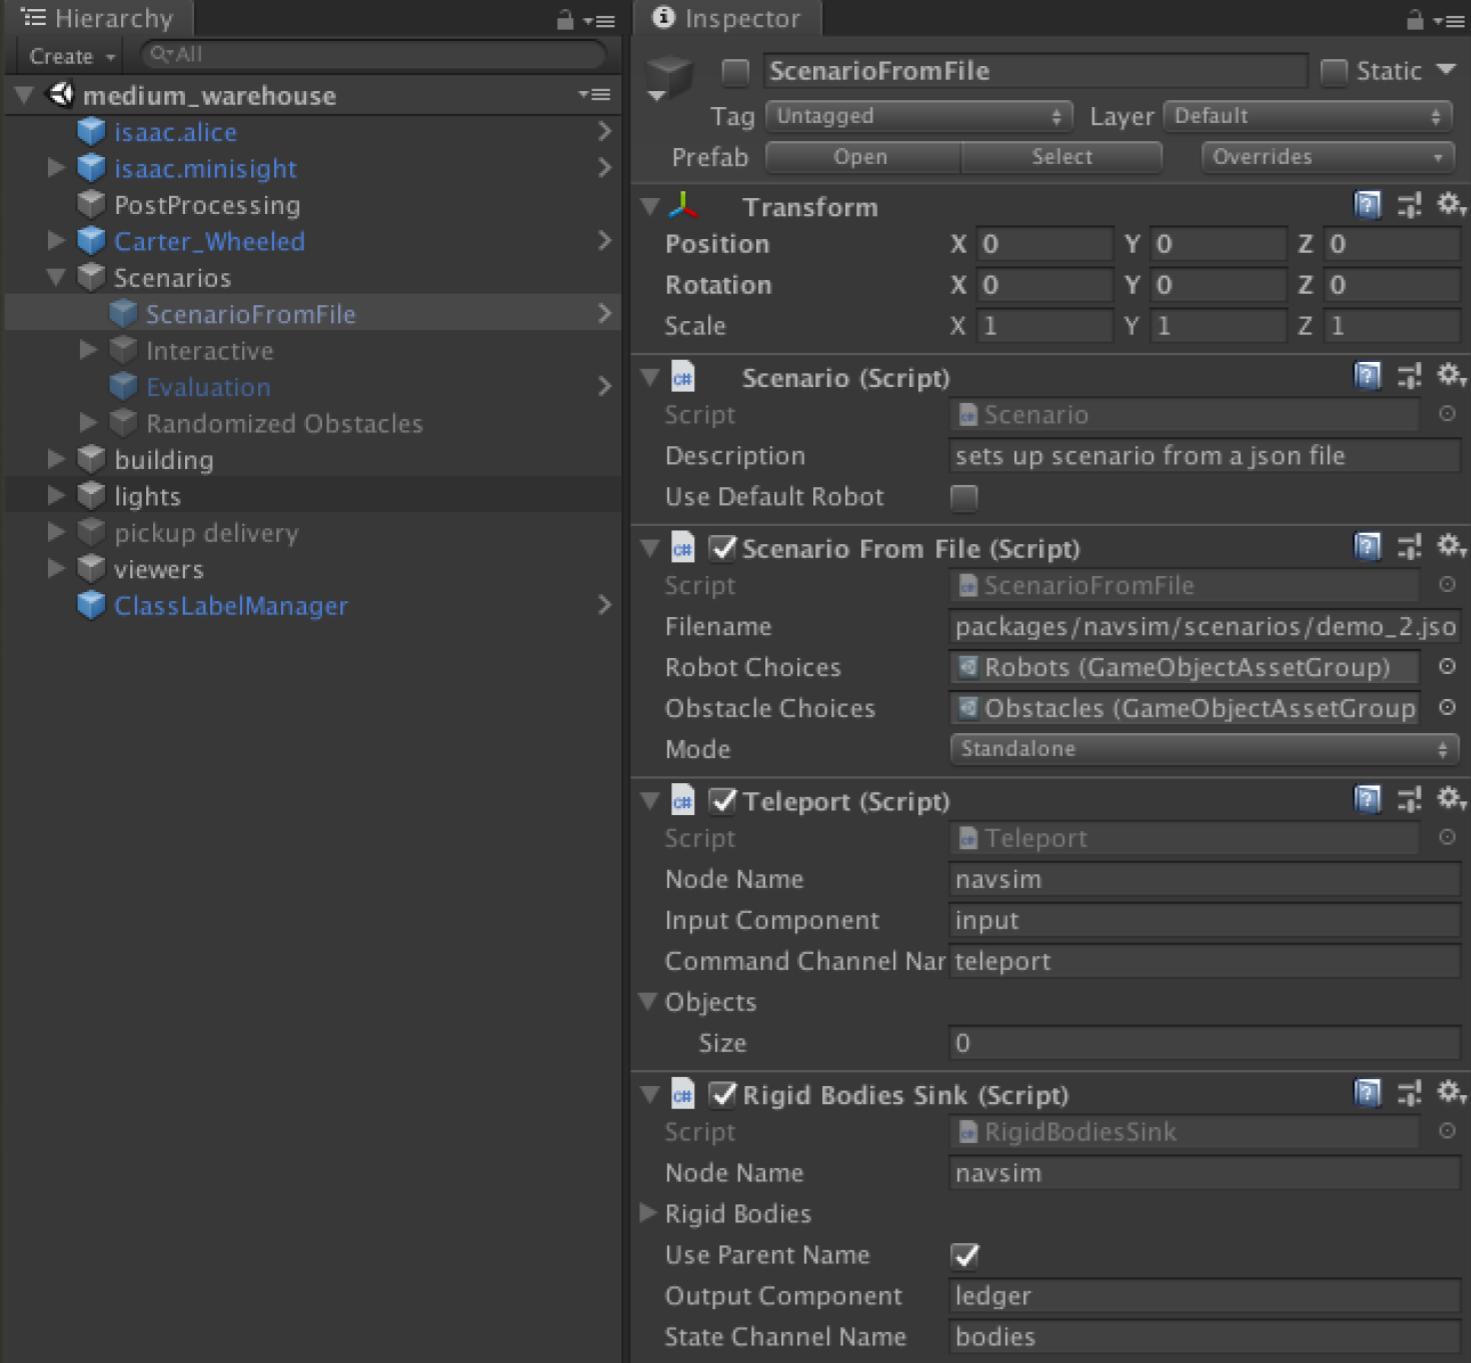 Hierarchy
Create
All
medium_warehouse
isaac.alice
isaac.minisight
PostProcessing
Carter_Wheeled
Scenarios
ScenarioFromFile
Interactive
Evaluation
Randomized Obstacles
building
lights
pickup delivery
viewers
ClassLabelManager
Inspector
ScenarioFromFile Static
Tag Untagged Layer Default
Prefab Open Select Overrides
Transform
Position X 0 Y 0 Z 0
Rotation X 0 Y 0 Z 0
Scale X 1 Y 1 Z 1
c# Scenario (Script)
Script Scenario
Description sets up scenario from a json file
Use Default Robot
c# Scenario From File (Script)
Script ScenarioFromFile
Filename packages/navsim/scenarios/demo_2.jso
Robot Choices Robots (GameObjectAssetGroup)
Obstacle Choices Obstacles (GameObjectAssetGroup
Mode Standalone
c# Teleport (Script)
Script Teleport
Node Name navsim
Input Component input
Command Channel Nar teleport
Objects
Size 0
c# Rigid Bodies Sink (Script)
Script RigidBodiesSink
Node Name navsim
Rigid Bodies
Use Parent Name
Output Component ledger
State Channel Name bodies